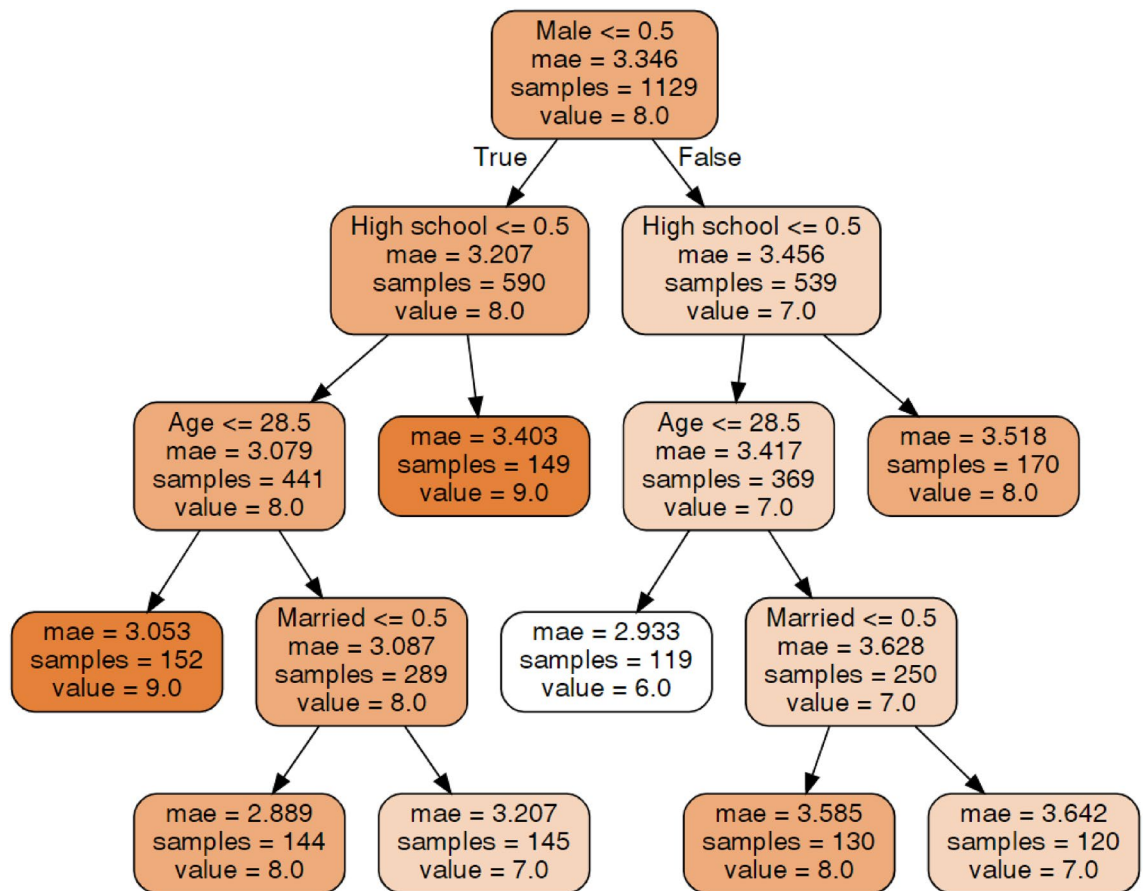 Male <= 0.5
mae = 3.346
samples = 1129
value = 8.0
True
False
High school <= 0.5
mae = 3.207
samples = 590
value = 8.0
High school <= 0.5
mae = 3.456
samples = 539
value = 7.0
Age <= 28.5
mae = 3.079
samples = 441
value = 8.0
mae = 3.403
samples = 149
value = 9.0
Age <= 28.5
mae = 3.417
samples = 369
value = 7.0
mae = 3.518
samples = 170
value = 8.0
mae = 3.053
samples = 152
value = 9.0
Married <= 0.5
mae = 3.087
samples = 289
value = 8.0
mae = 2.933
samples = 119
value = 6.0
Married <= 0.5
mae = 3.628
samples = 250
value = 7.0
mae = 2.889
samples = 144
value = 8.0
mae = 3.207
samples = 145
value = 7.0
mae = 3.585
samples = 130
value = 8.0
mae = 3.642
samples = 120
value = 7.0